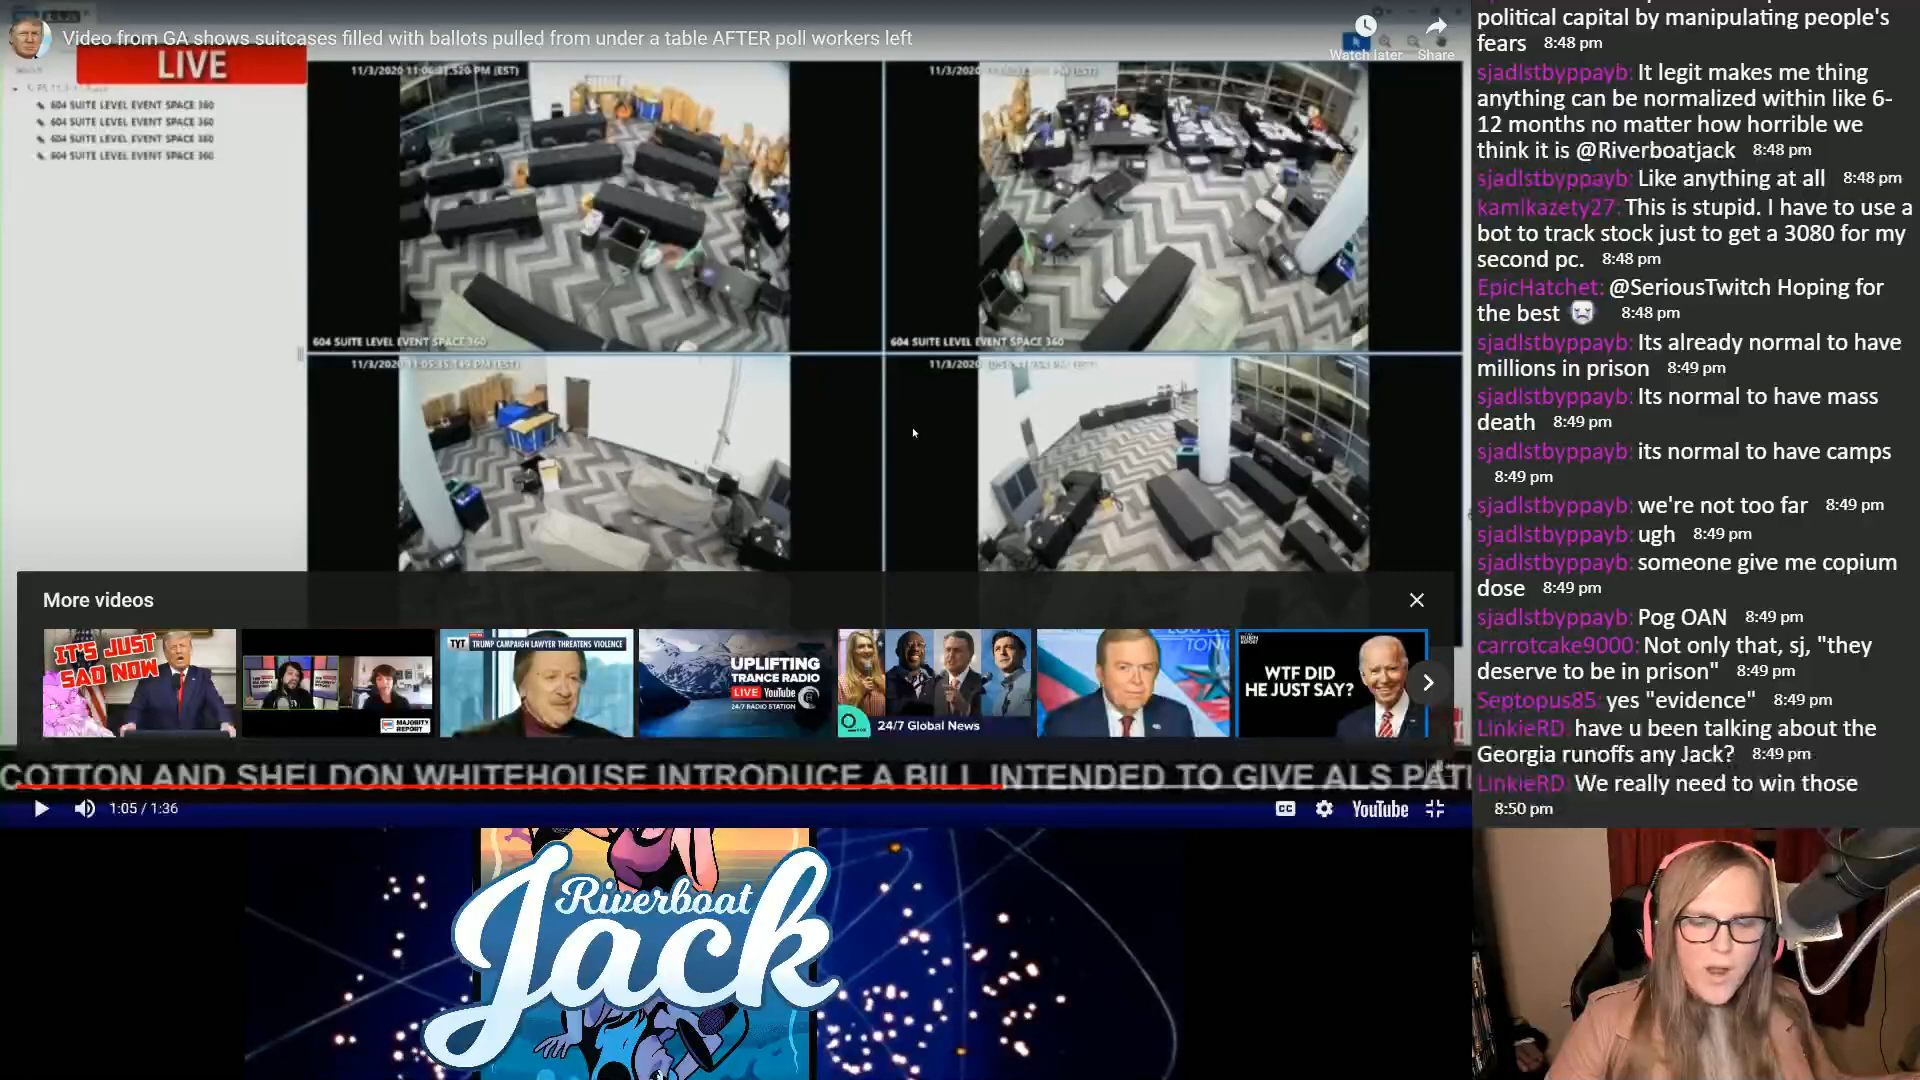 Video from GA shows suitcases filled with ballots pulled from under a table AFTER poll workers left
Watch later
Share
LIVE
604 SUITE LEVEL EVENT SPACE 360
604 SUITE LEVEL EVENT SPACE 360
604 SUITE LEVEL EVENT SPACE 360
604 SUITE LEVEL EVENT SPACE 360
604 SUITE LEVEL EVENT SPACE 360
604 SUITE LEVEL EVENT SPACE 360
More videos
IT'S JUST
SAD NOW
MAJORITY
REPORT
TYT
TRUMP CAMPAIGN LAWYER THREATENS VIOLENCE
UPLIFTING
TRANCE RADIO
LIVE YouTube
24/7 RADIO STATION
24/7 Global News
WTF DID
HE JUST SAY?
COTTON AND SHELDON WHITEHOUSE INTRODUCE A BILL INTENDED TO GIVE ALS PATI
1:05 / 1:36
CC
YouTube
Riverboat
Jack
political capital by manipulating people's
fears 8:48 pm
sjadlstbyppayb: It legit makes me thing
anything can be normalized within like 6-
12 months no matter how horrible we
think it is @Riverboatjack 8:48 pm
sjadlstbyppayb: Like anything at all 8:48 pm
kamIkazety27: This is stupid. I have to use a
bot to track stock just to get a 3080 for my
second pc. 8:48 pm
EpicHatchet: @SeriousTwitch Hoping for
the best 8:48 pm
sjadlstbyppayb: Its already normal to have
millions in prison 8:49 pm
sjadlstbyppayb: Its normal to have mass
death 8:49 pm
sjadlstbyppayb: its normal to have camps
8:49 pm
sjadlstbyppayb: we're not too far 8:49 pm
sjadlstbyppayb: ugh 8:49 pm
sjadlstbyppayb: someone give me copium
dose 8:49 pm
sjadlstbyppayb: Pog OAN 8:49 pm
carrotcake9000: Not only that, sj, "they
deserve to be in prison" 8:49 pm
Septopus85: yes "evidence" 8:49 pm
LinkieRD: have u been talking about the
Georgia runoffs any Jack? 8:49 pm
LinkieRD: We really need to win those
8:50 pm